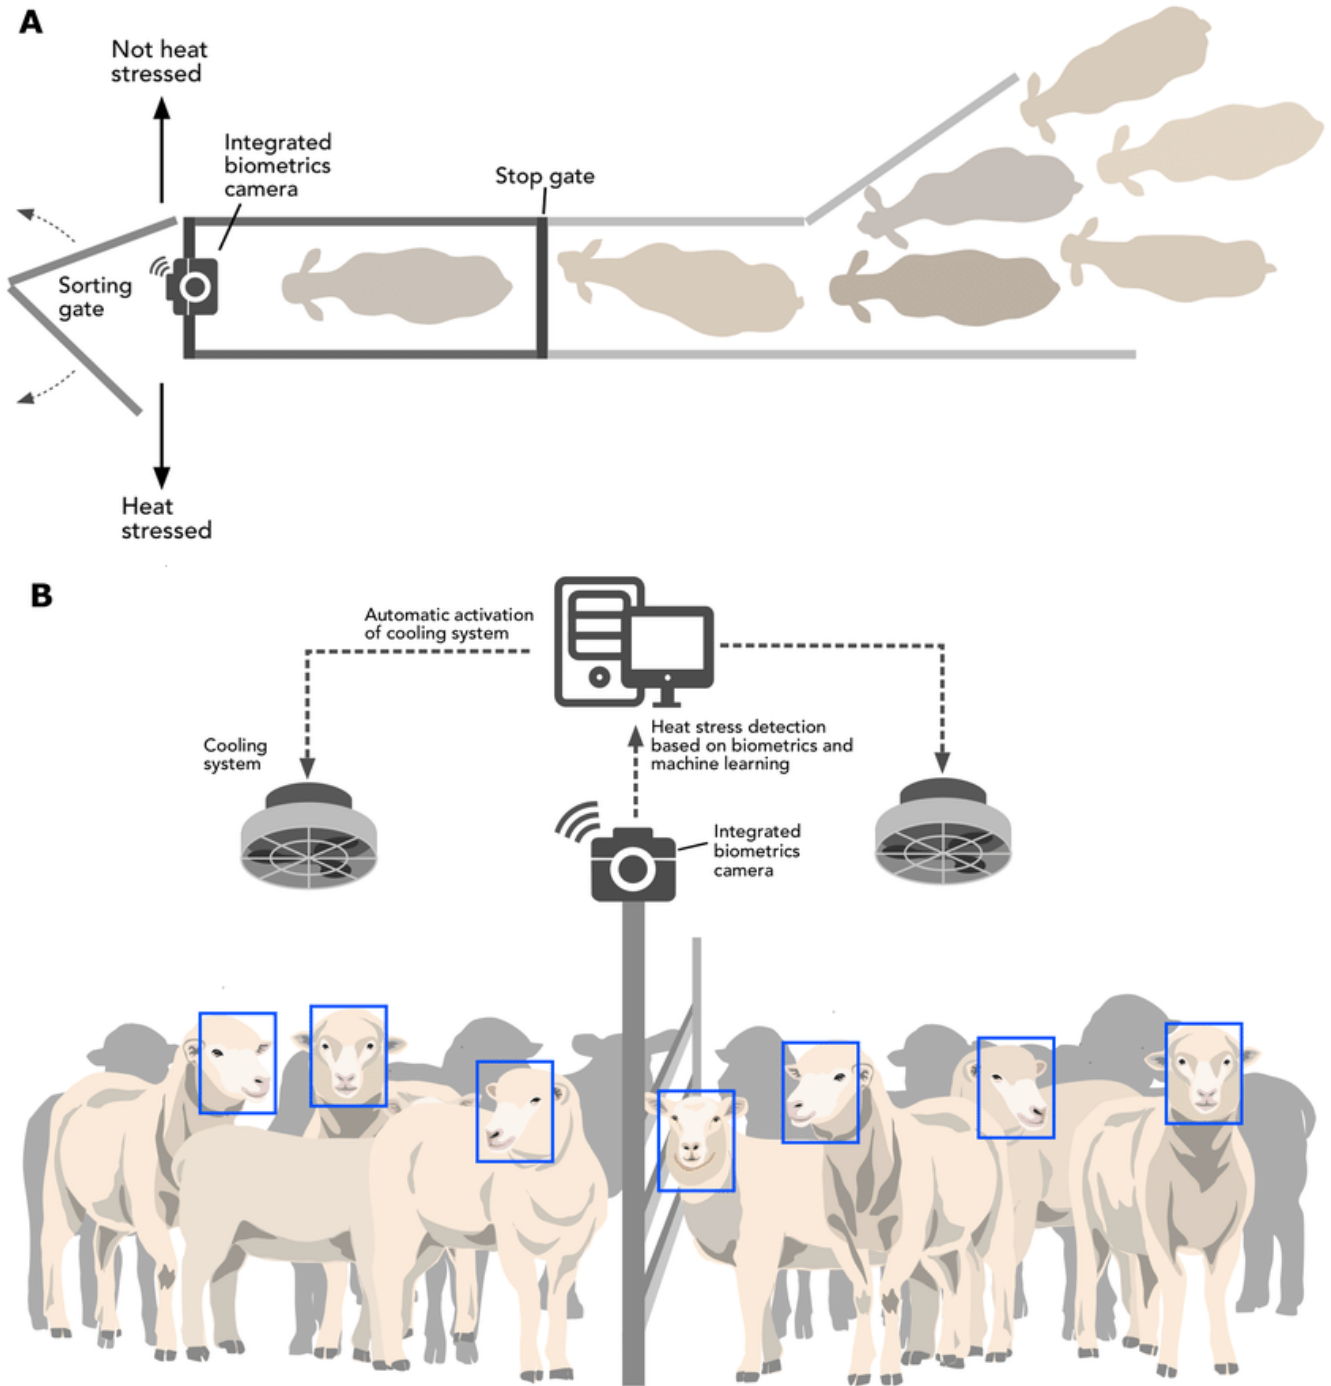 A
Not heat
stressed
Integrated
biometrics
camera
Stop gate
Sorting
gate
Heat
stressed
B
Automatic activation
of cooling system
Heat stress detection
based on biometrics and
machine learning
Cooling
system
Integrated
biometrics
camera